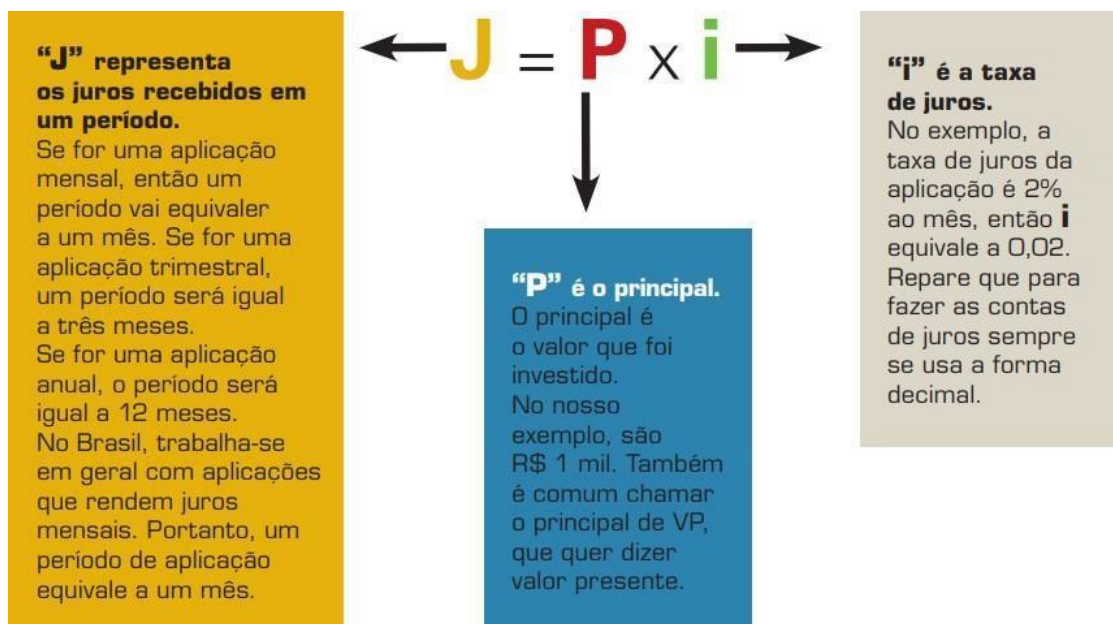 J = P x i
“J” representa
os juros recebidos em
um período.
Se for uma aplicação
mensal, então um
período vai equivaler
a um mês. Se for uma
aplicação trimestral,
um período será igual
a três meses.
Se for uma aplicação
anual, o período será
igual a 12 meses.
No Brasil, trabalha-se
em geral com aplicações
que rendem juros
mensais. Portanto, um
período de aplicação
equivale a um mês.
“P” é o principal.
O principal é
o valor que foi
investido.
No nosso
exemplo, são
R$ 1 mil. Também
é comum chamar
o principal de VP,
que quer dizer
valor presente.
“i” é a taxa
de juros.
No exemplo, a
taxa de juros da
aplicação é 2%
ao mês, então i
equivale a 0,02.
Repare que para
fazer as contas
de juros sempre
se usa a forma
decimal.